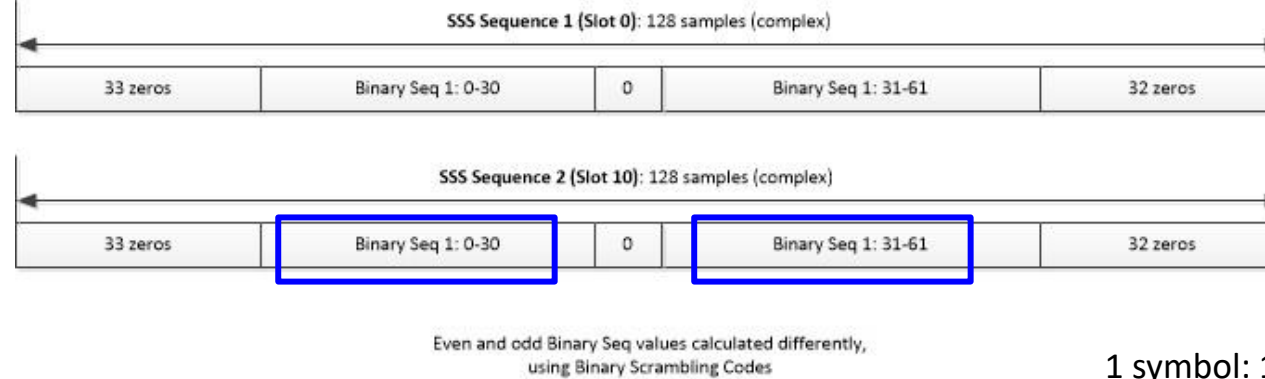 SSS Sequence 1 (Slot 0): 128 samples (complex)
33 zeros Binary Seq 1: 0-30 0 Binary Seq 1: 31-61 32 zeros
SSS Sequence 2 (Slot 10): 128 samples (complex)
33 zeros Binary Seq 1: 0-30 0 Binary Seq 1: 31-61 32 zeros
Even and odd Binary Seq values calculated differently,
using Binary Scrambling Codes
1 symbol: